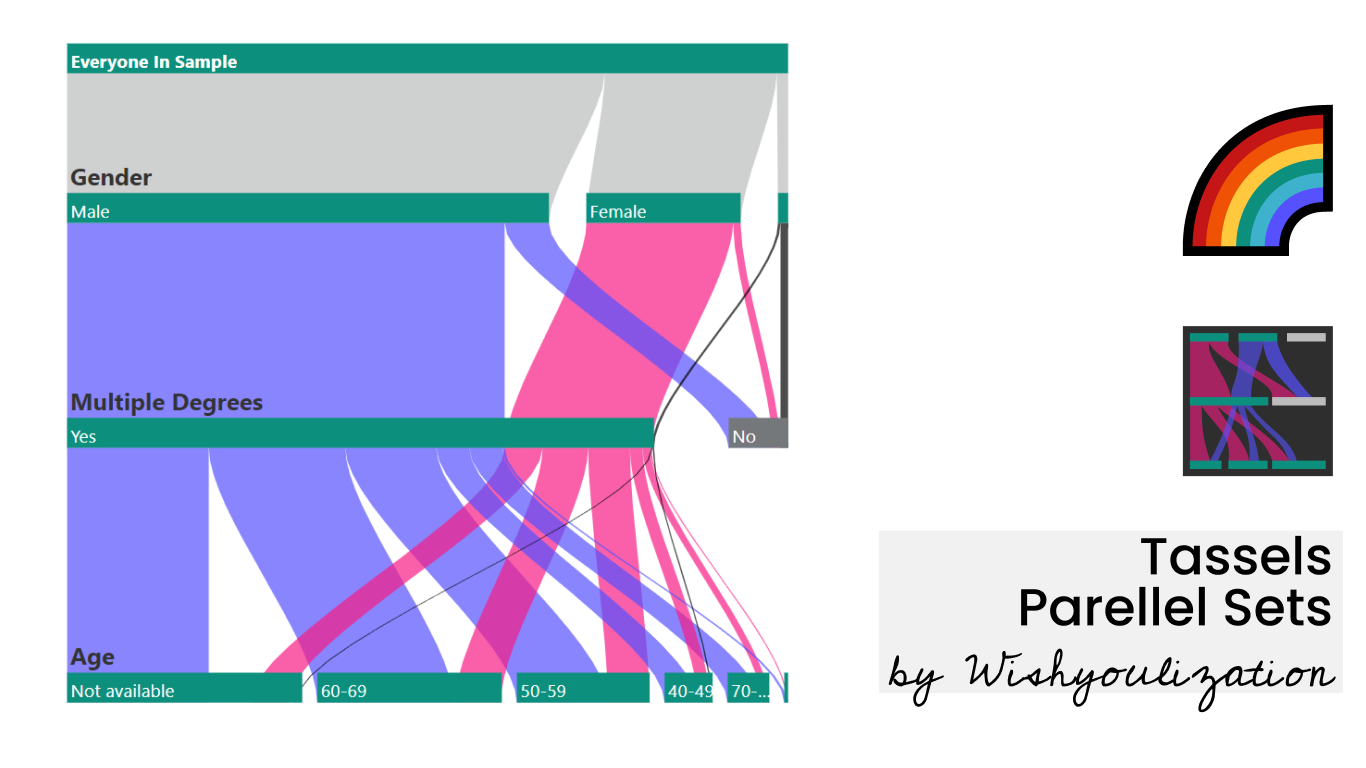 Everyone In Sample
Gender
Male
Female
Multiple Degrees
Yes
No
Age
Not available
60-69
50-59
40-49
70-...
Tassels
Parellel Sets
by Wishyoulization